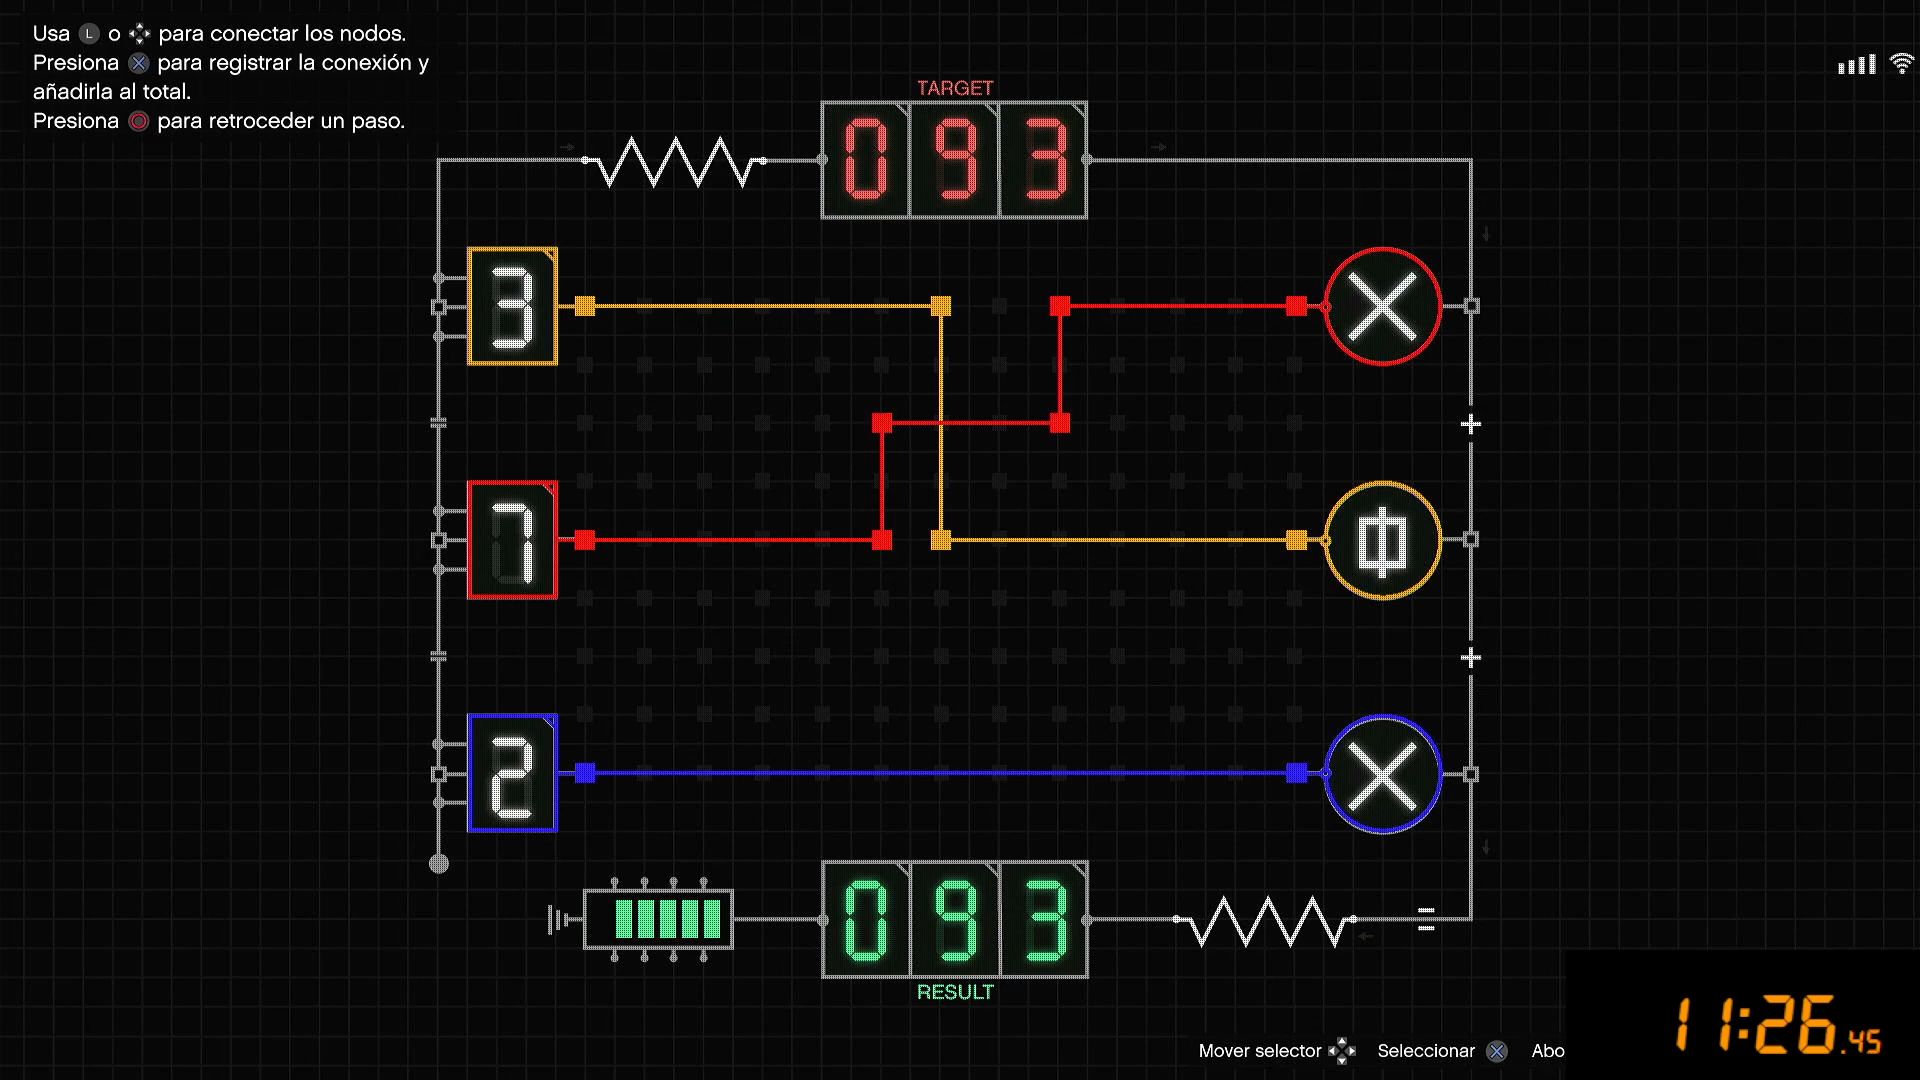 Usa L o para conectar los nodos.
Presiona para registrar la conexión y
añadirla al total.
Presiona para retroceder un paso.
TARGET
093
3
7
2
+
+
=
093
RESULT
Mover selector Seleccionar Abo
11:26.45